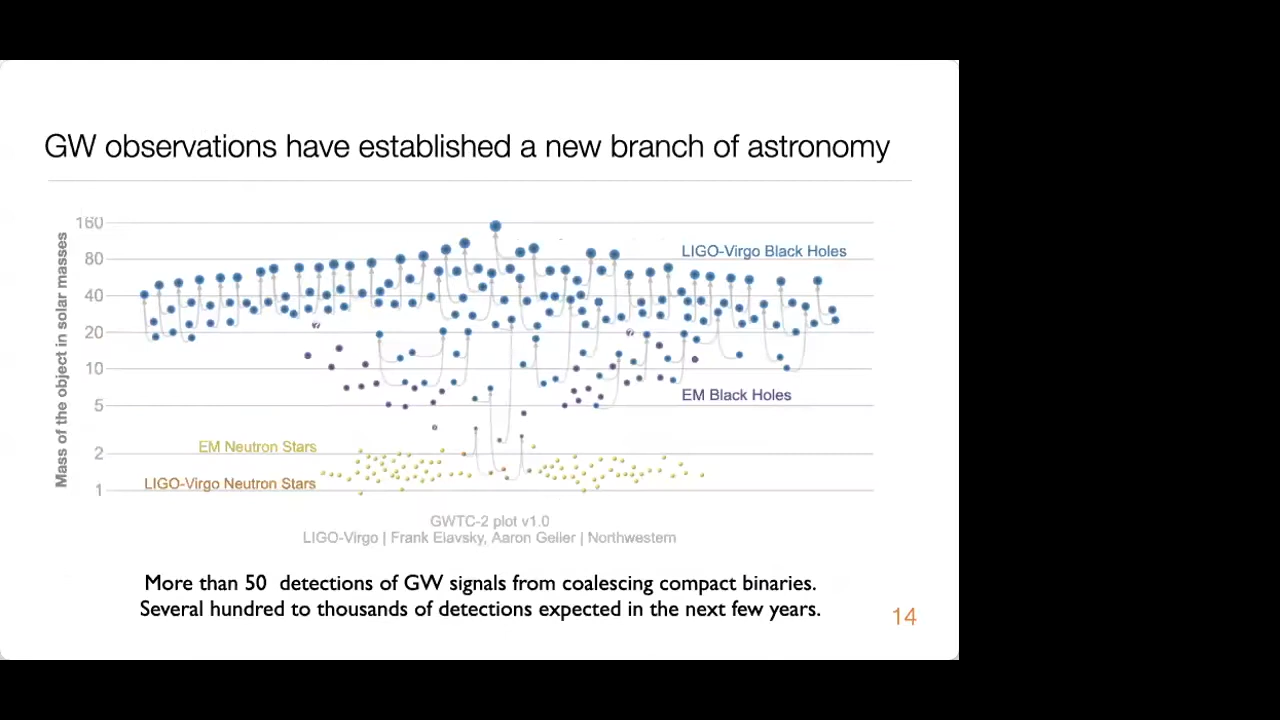 GW observations have established a new branch of astronomy
Mass of the object in solar masses
160
80
40
20
10
5
2
1
LIGO-Virgo Black Holes
EM Black Holes
EM Neutron Stars
LIGO-Virgo Neutron Stars
GWTC-2 plot v1.0
LIGO-Virgo | Frank Elavsky, Aaron Geller | Northwestern
More than 50 detections of GW signals from coalescing compact binaries.
Several hundred to thousands of detections expected in the next few years.
14